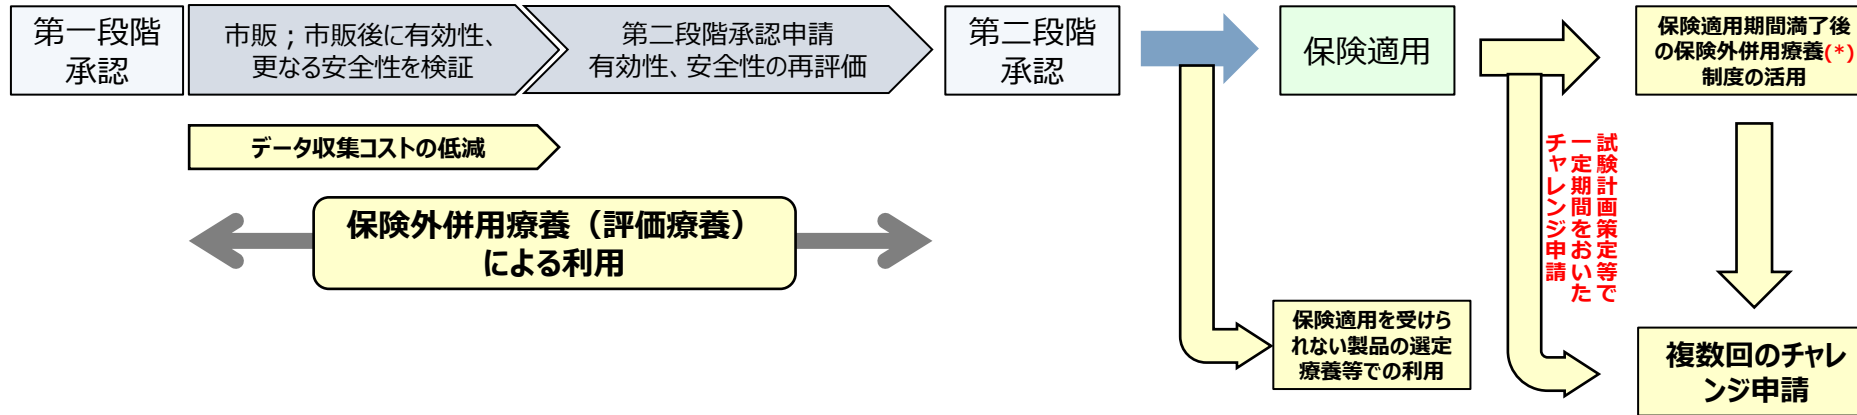 第一段階
承認
市販；市販後に有効性、
更なる安全性を検証
第二段階承認申請
有効性、安全性の再評価
第二段階
承認
保険適用
保険適用期間満了後
の保険外併用療養(*)
制度の活用
データ収集コストの低減
保険外併用療養（評価療養）
による利用
試験計画策定等で
一定期間をおいた
チャレンジ申請
保険適用を受けら
れない製品の選定
療養等での利用
複数回のチャレ
ンジ申請